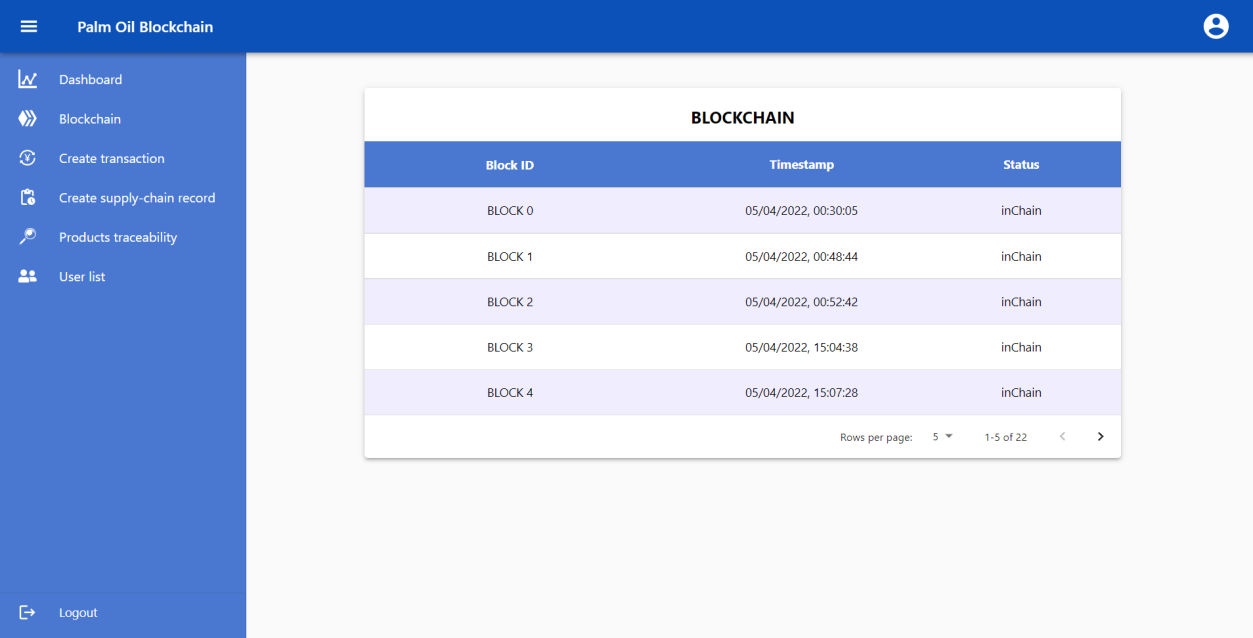 Palm Oil Blockchain
Dashboard
Blockchain
Create transaction
Create supply-chain record
Products traceability
User list
Logout
BLOCKCHAIN
Block ID Timestamp Status
BLOCK 0 05/04/2022, 00:30:05 inChain
BLOCK 1 05/04/2022, 00:48:44 inChain
BLOCK 2 05/04/2022, 00:52:42 inChain
BLOCK 3 05/04/2022, 15:04:38 inChain
BLOCK 4 05/04/2022, 15:07:28 inChain
Rows per page: 5 1-5 of 22